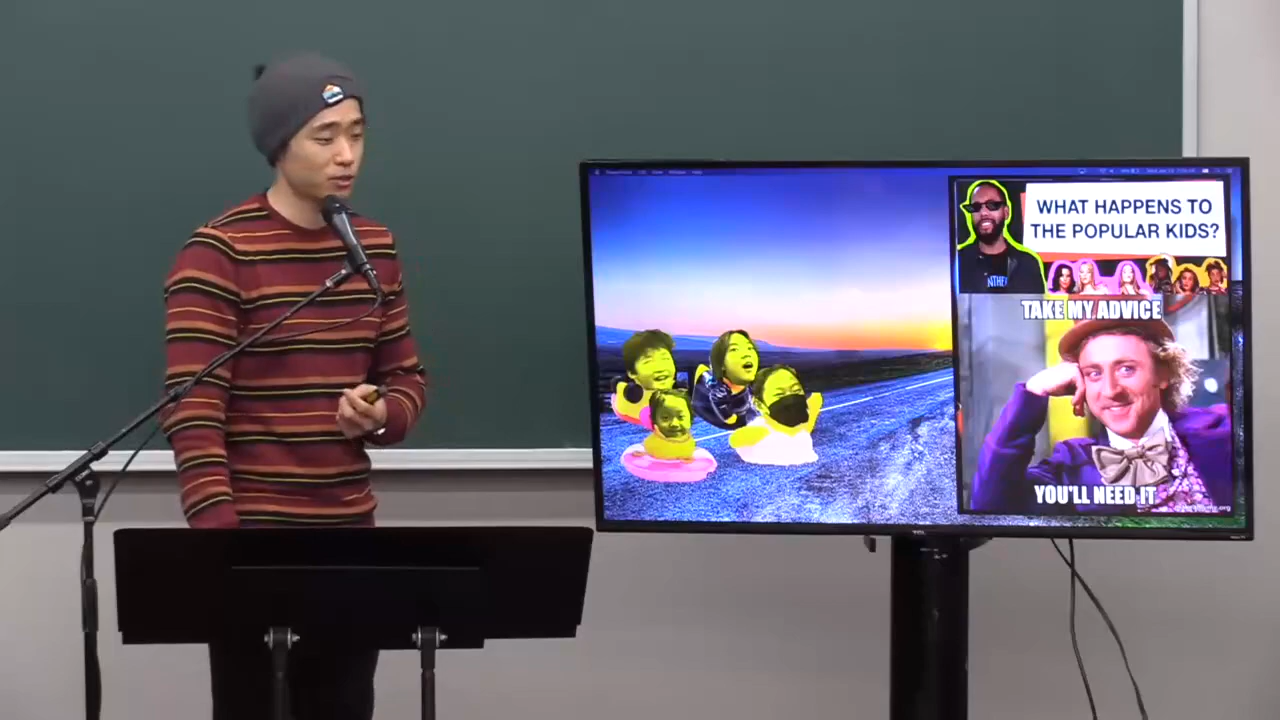 WHAT HAPPENS TO
THE POPULAR KIDS?
TAKE MY ADVICE
YOU'LL NEED IT